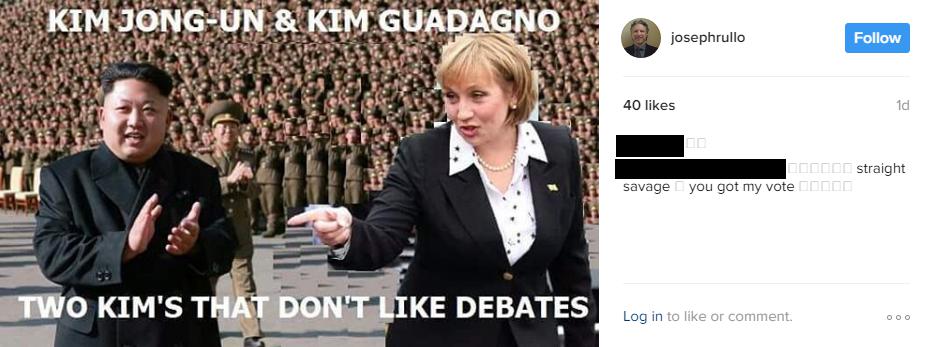 KIM JONG-UN & KIM GUADAGNO
TWO KIM'S THAT DON'T LIKE DEBATES
josephrullo
Follow
40 likes
1d
straight
savage you got my vote
Log in to like or comment.